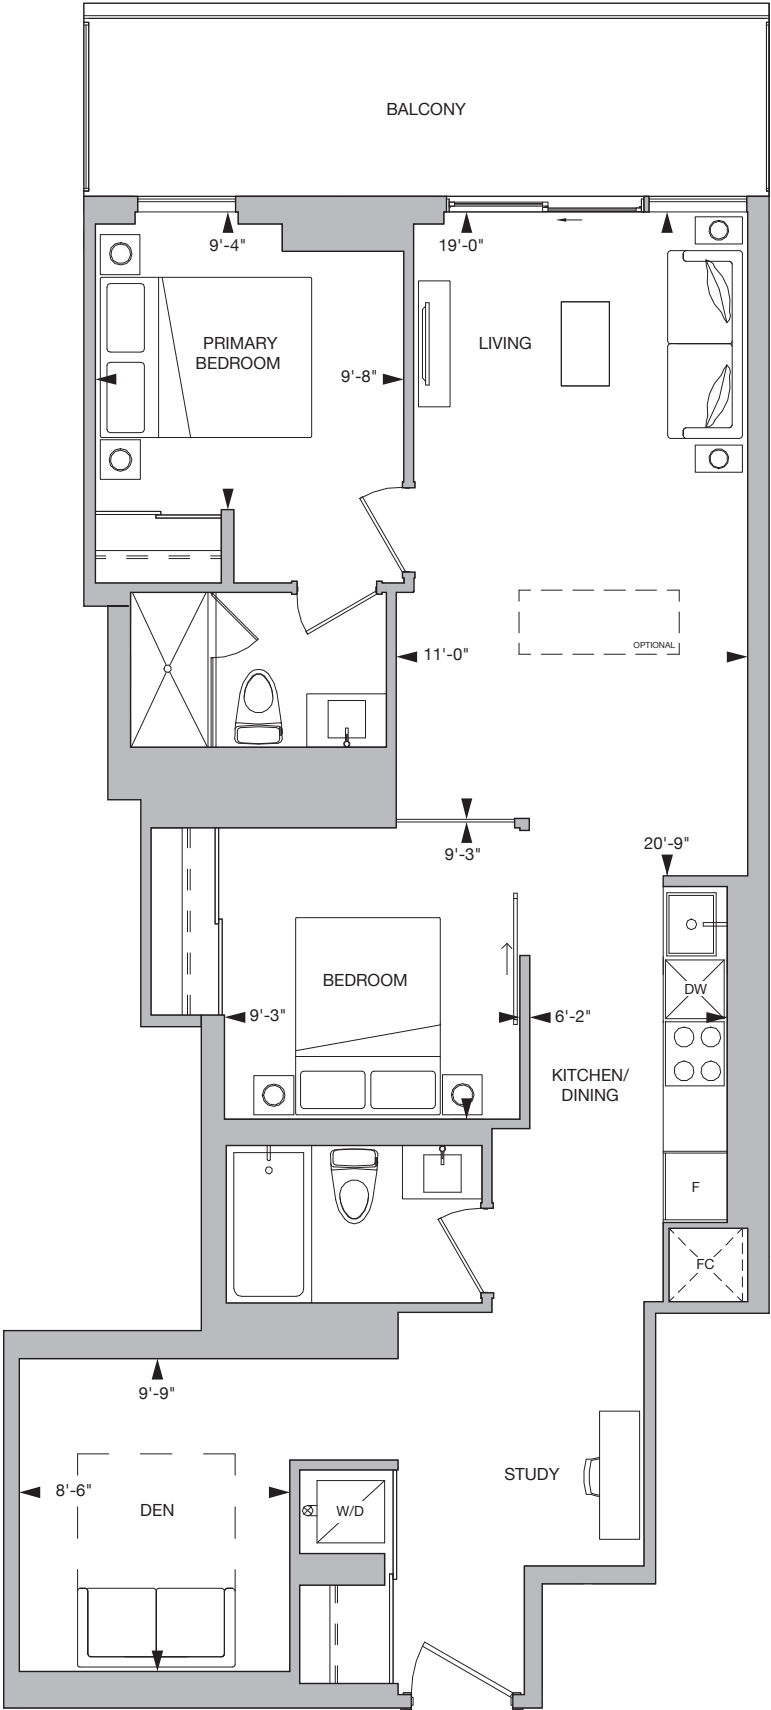 BALCONY
9'-4"
19'-0"
PRIMARY
BEDROOM
LIVING
9'-8"
OPTIONAL
11'-0"
9'-3"
20'-9"
BEDROOM
DW
9'-3"
6'-2"
KITCHEN/
DINING
F
FC
9'-9"
STUDY
8'-6"
DEN
W/D